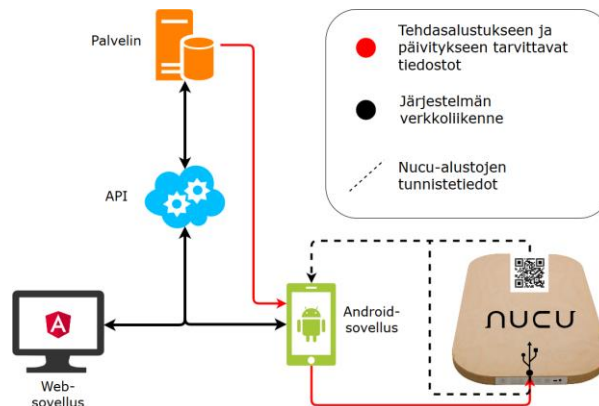 Palvelin
Tehdasalustukseen ja
päivitykseen tarvittavat
tiedostot
Järjestelmän
verkkoliikenne
Nucu-alustojen
tunnistetiedot
API
Android-
sovellus
nucu
A
Web-
sovellus